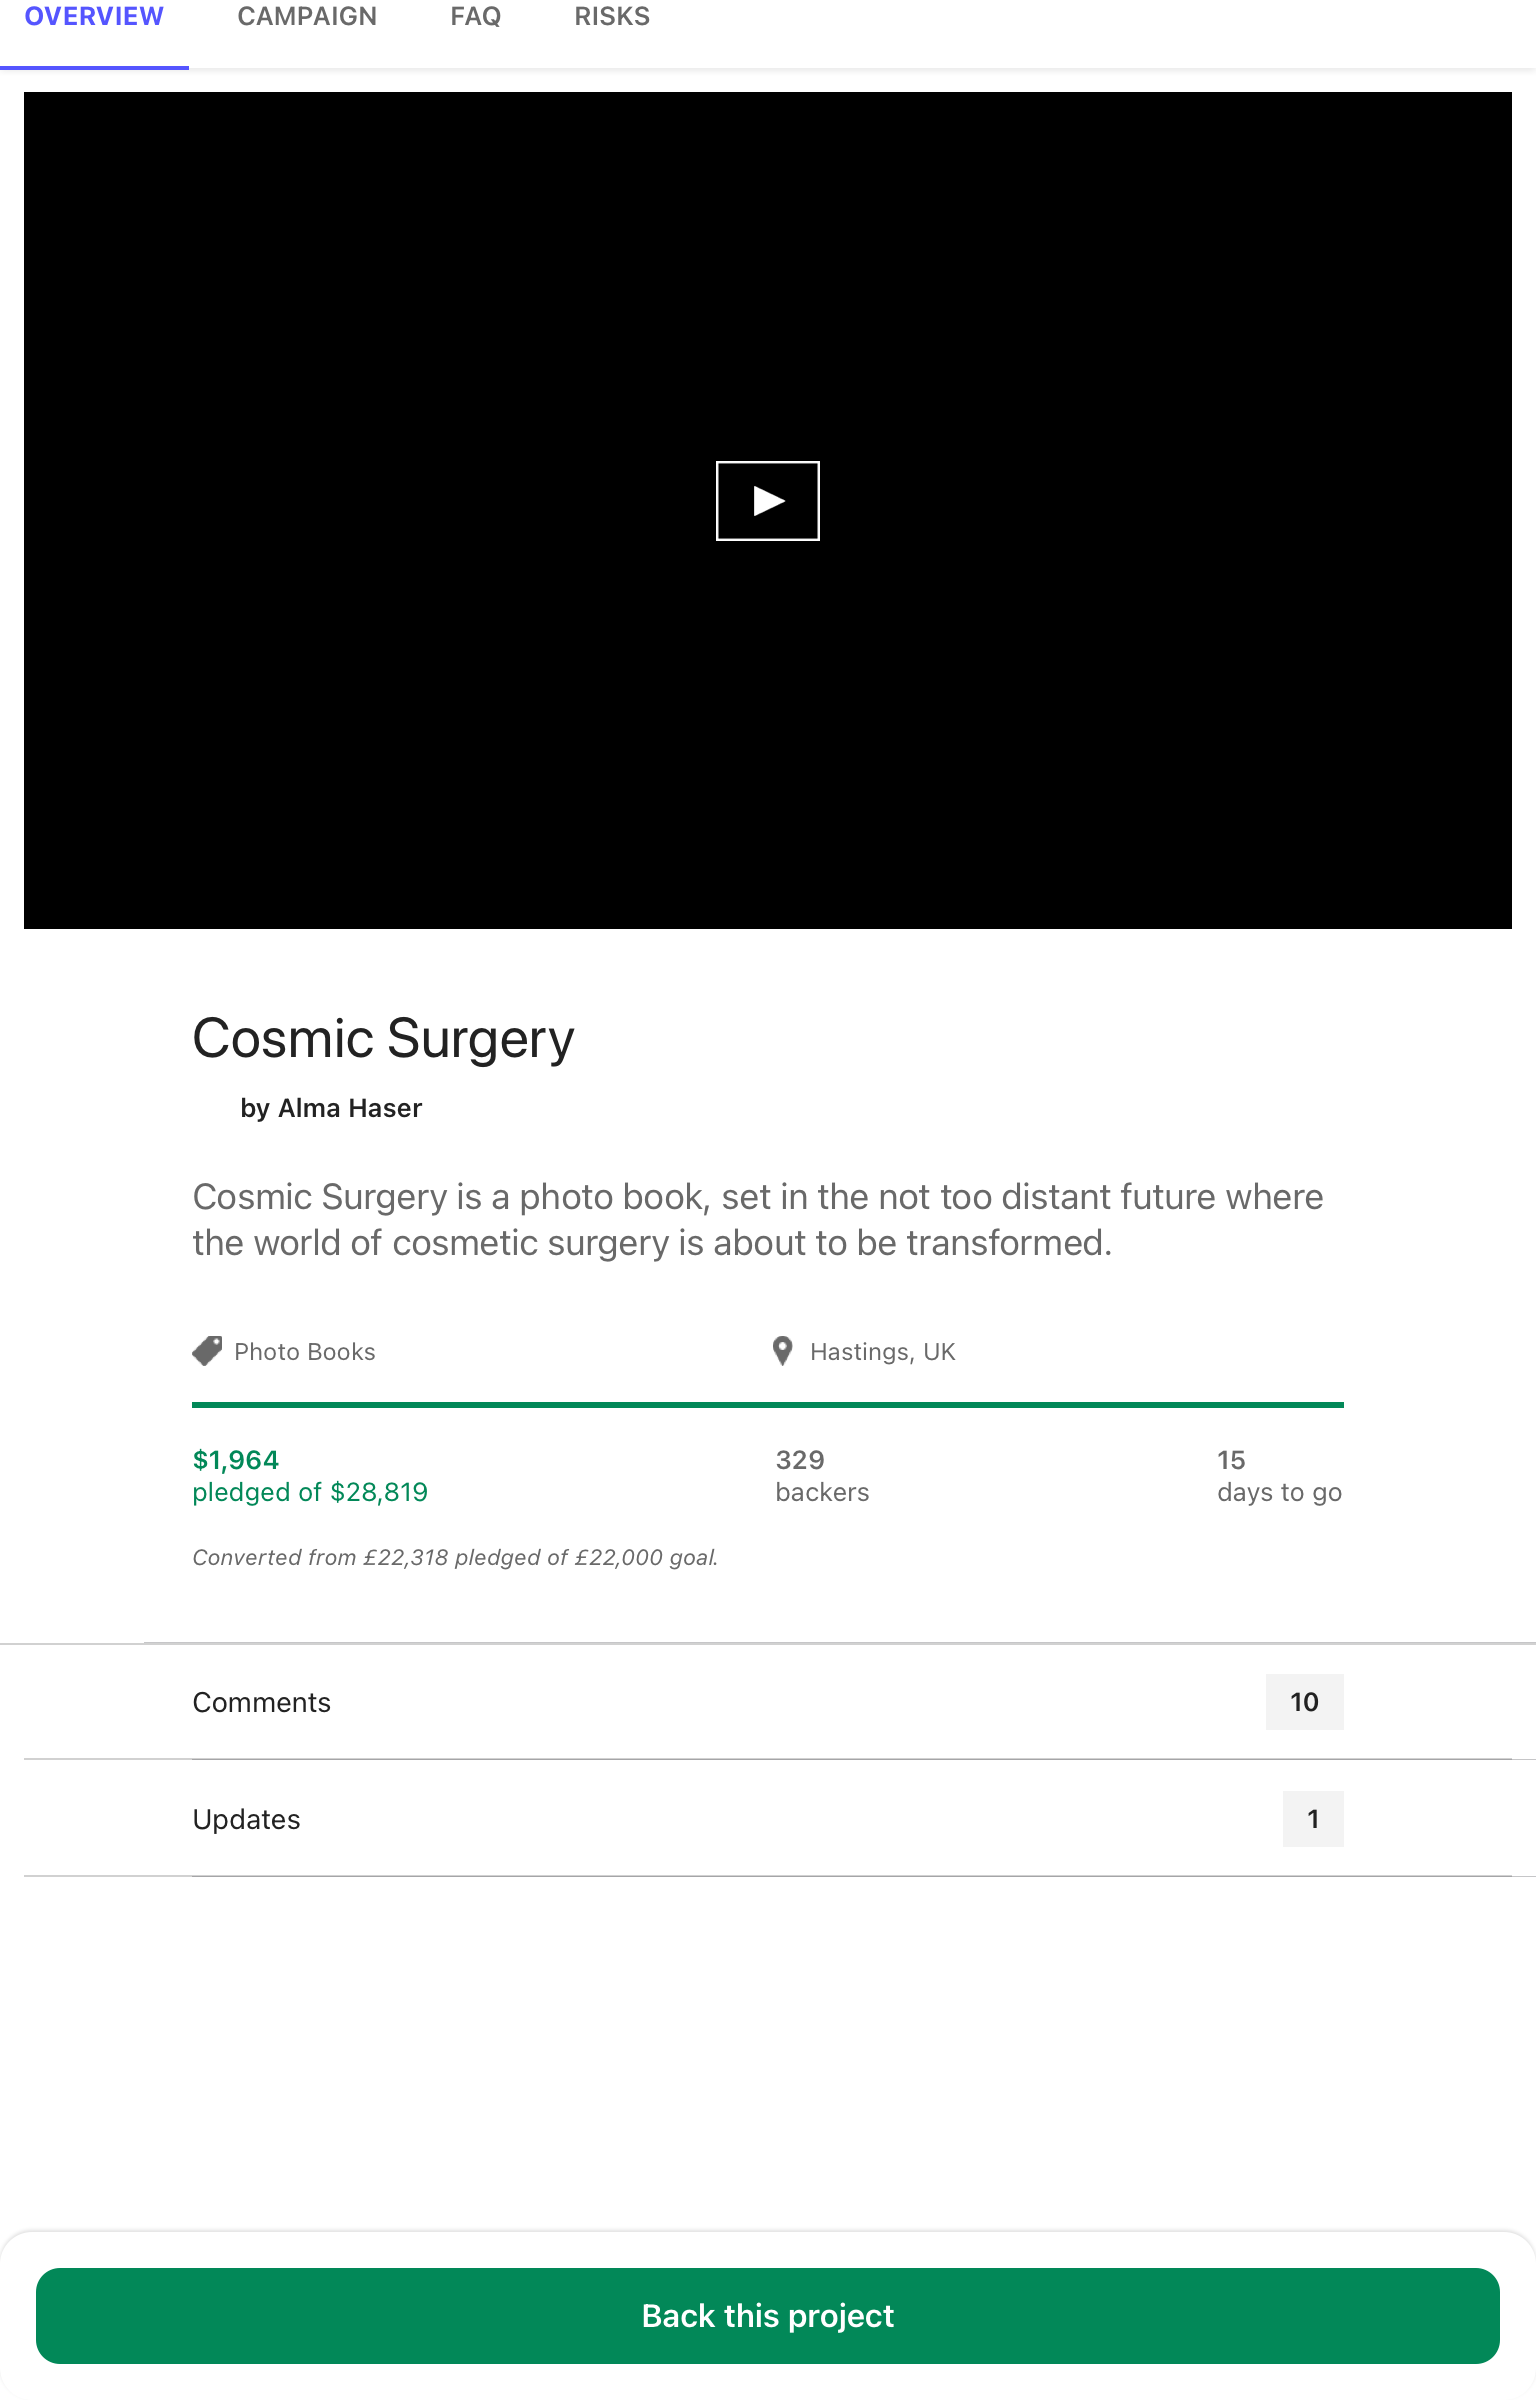 OVERVIEW CAMPAIGN FAQ RISKS
Cosmic Surgery
by Alma Haser
Cosmic Surgery is a photo book, set in the not too distant future where
the world of cosmetic surgery is about to be transformed.
Photo Books Hastings, UK
$1,964 329 15
pledged of $28,819 backers days to go
Converted from £22,318 pledged of £22,000 goal.
Comments 10
Updates 1
Back this project